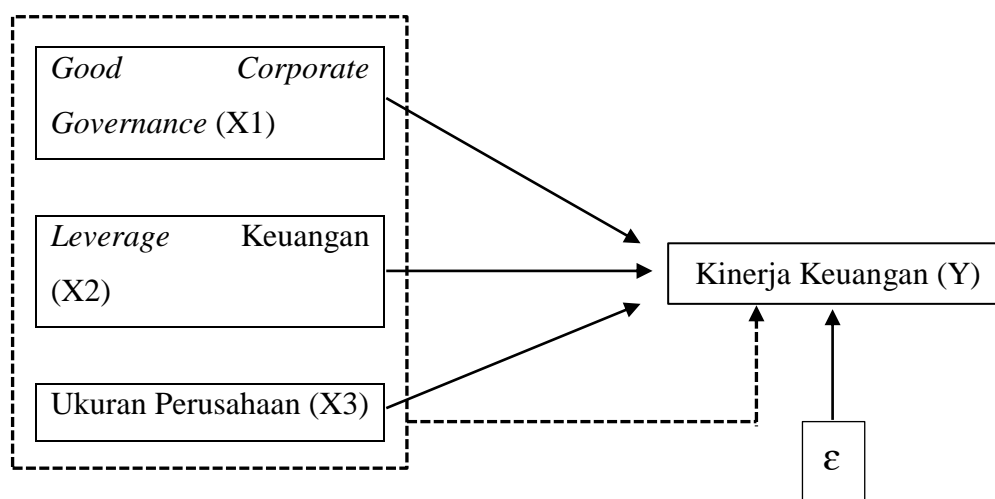 Good Corporate
Governance (X1)
Leverage Keuangan
(X2)
Kinerja Keuangan (Y)
Ukuran Perusahaan (X3)
ε